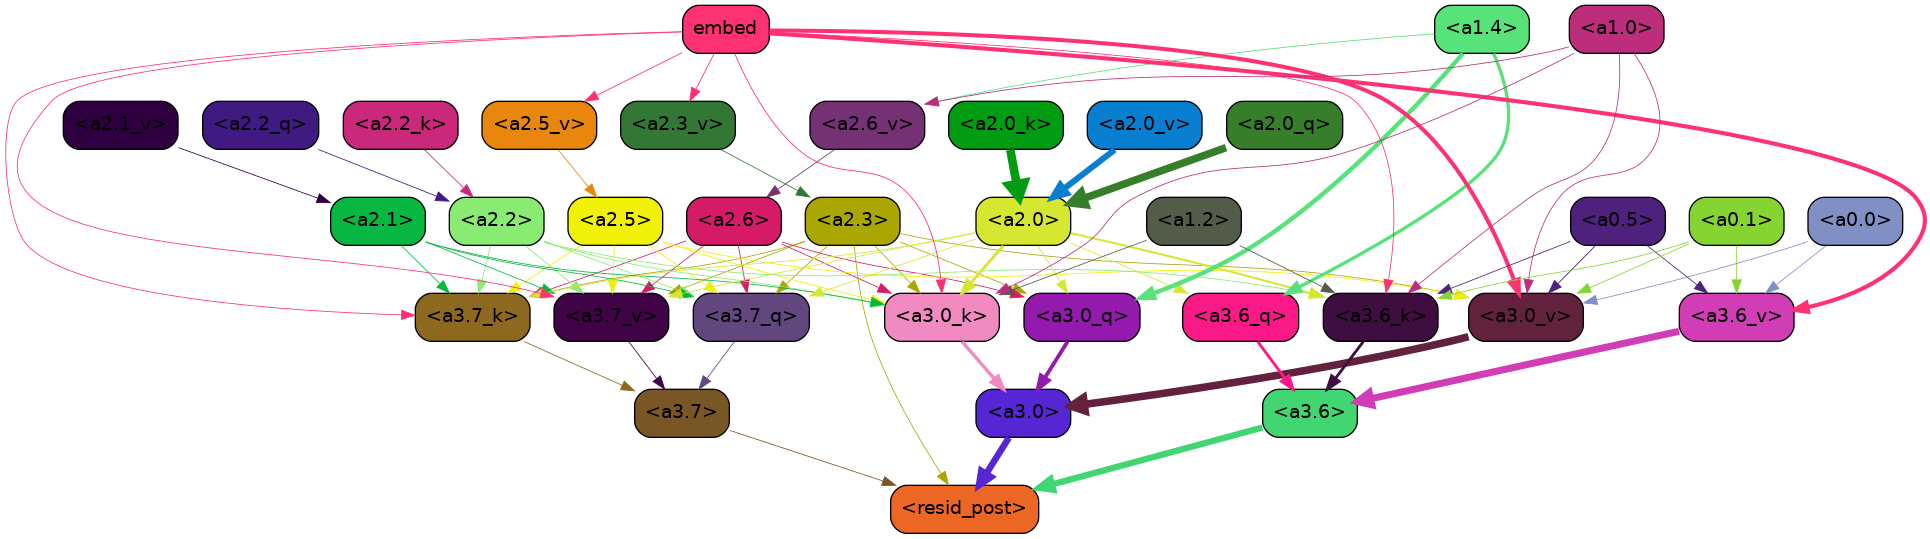 embed <a1.4> <a1.0>
<a2.1_v> <a2.2_q> <a2.2_k> <a2.5_v> <a2.3_v> <a2.6_v> <a2.0_k> <a2.0_v> <a2.0_q>
<a2.1> <a2.2> <a2.5> <a2.6> <a2.3> <a2.0> <a1.2> <a0.5> <a0.1> <a0.0>
<a3.7_k> <a3.7_v> <a3.7_q> <a3.0_k> <a3.0_q> <a3.6_q> <a3.6_k> <a3.0_v> <a3.6_v>
<a3.7> <a3.0> <a3.6>
<resid_post>